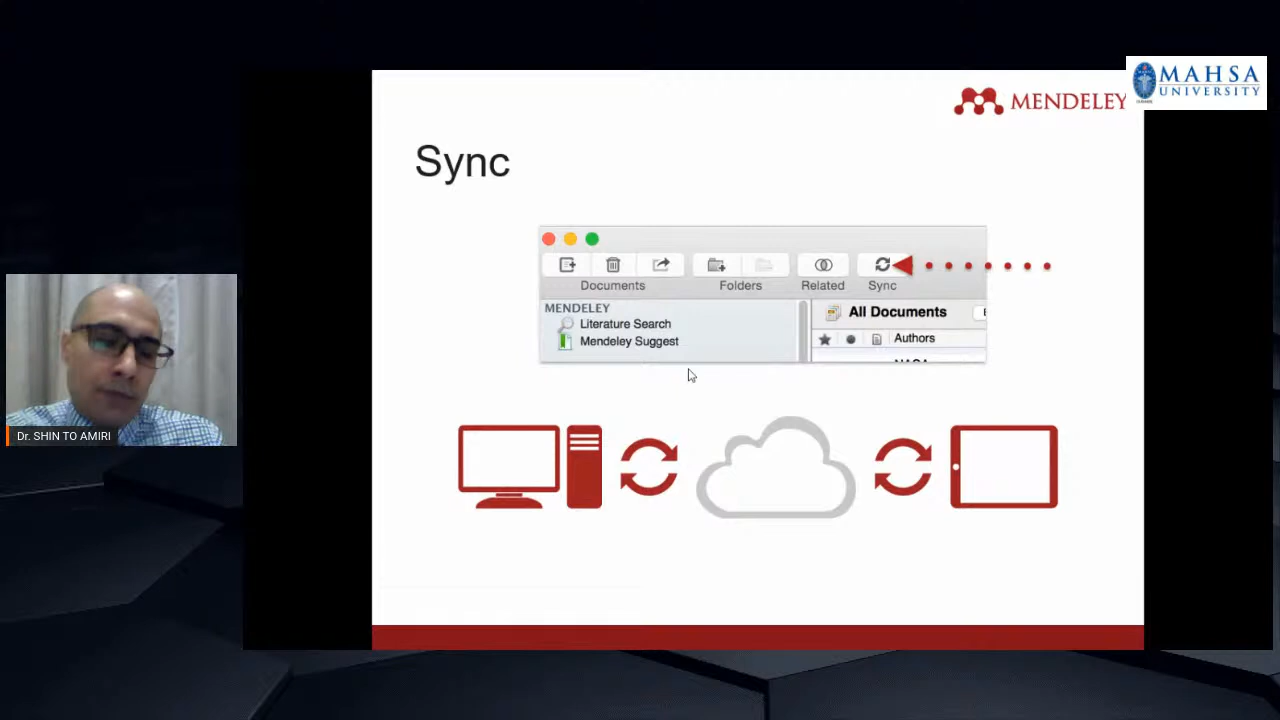 MAHSA
UNIVERSITY
MENDELEY
Sync
Documents
Folders
Related
Sync
MENDELEY
Literature Search
Mendeley Suggest
All Documents
Authors
Dr. SHIN TO AMIRI